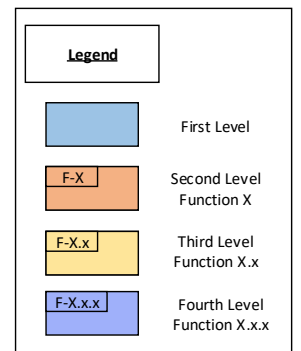 Legend
First Level
F-X
Second Level
Function X
F-X.x
Third Level
Function X.x
F-X.x.x
Fourth Level
Function X.x.x